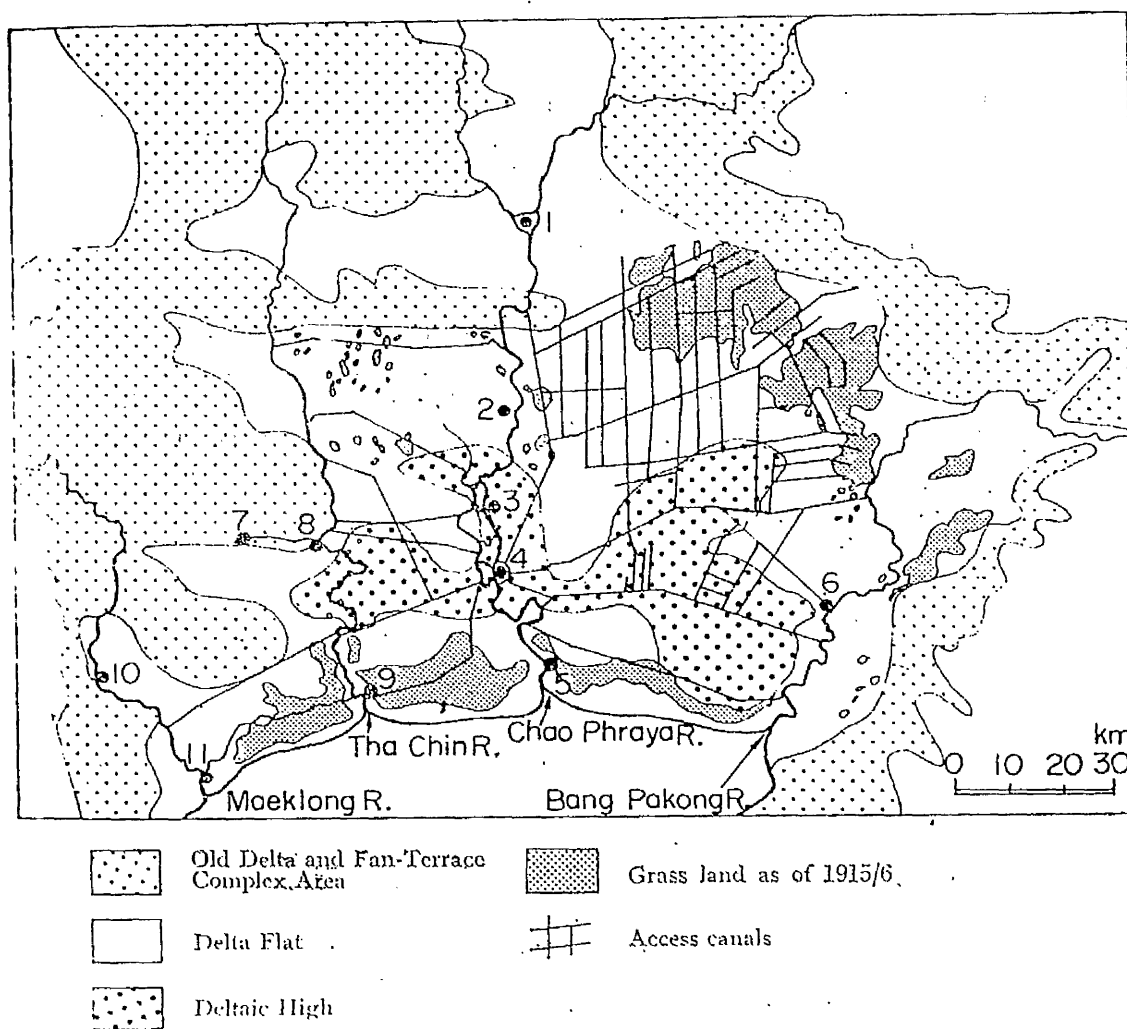 1
2
3
4
5
6
7
8
9
10
11
Tha Chin R.
Chao Phraya R.
Maeklong R.
Bang Pakong R.
km
0 10 20 30
Old Delta and Fan-Terrace
Complex Area
Grass land as of 1915/6
Delta Flat
Access canals
Deltaic High